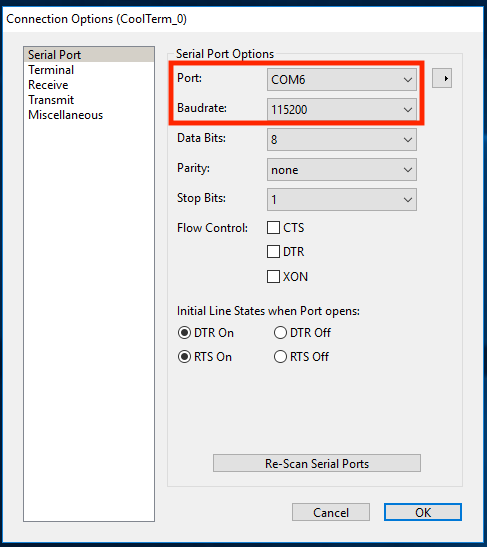 Connection Options (CoolTerm_0)
Serial Port
Terminal
Receive
Transmit
Miscellaneous
Serial Port Options
Port: COM6
Baudrate: 115200
Data Bits: 8
Parity: none
Stop Bits: 1
Flow Control: CTS
DTR
XON
Initial Line States when Port opens:
DTR On DTR Off
RTS On RTS Off
Re-Scan Serial Ports
Cancel OK